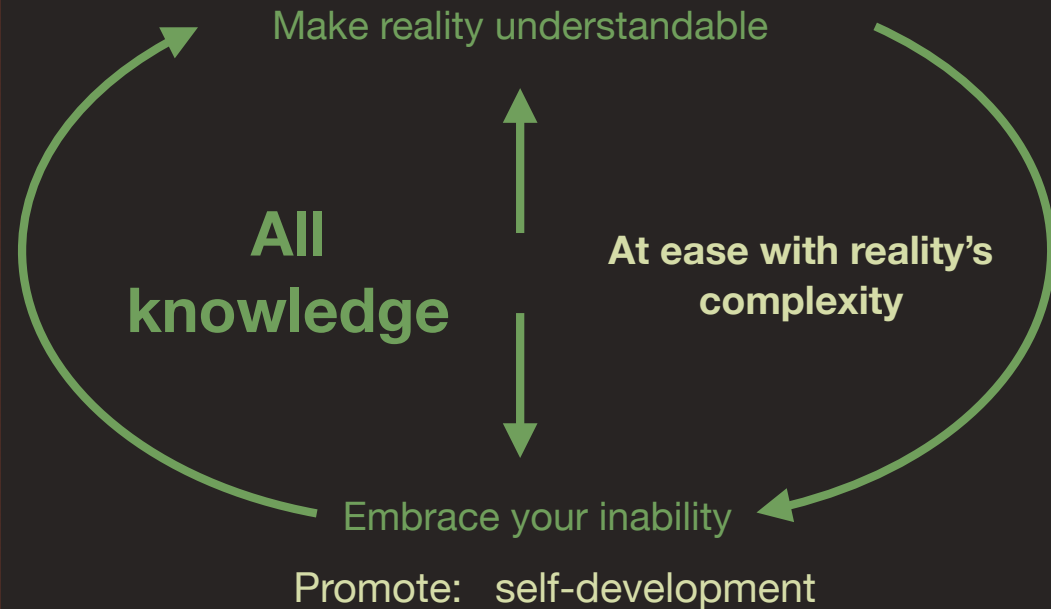 Make reality understandable
All
knowledge
At ease with reality’s
complexity
Embrace your inability
Promote: self-development